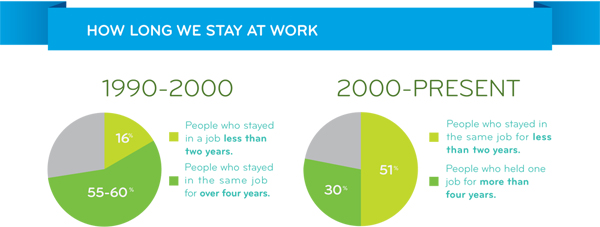 HOW LONG WE STAY AT WORK
1990-2000
16%
55-60%
People who stayed
in a job less than
two years.
People who stayed
in the same job
for over four years.
2000-PRESENT
51%
30%
People who stayed in
the same job for less
than two years.
People who held one
job for more than
four years.